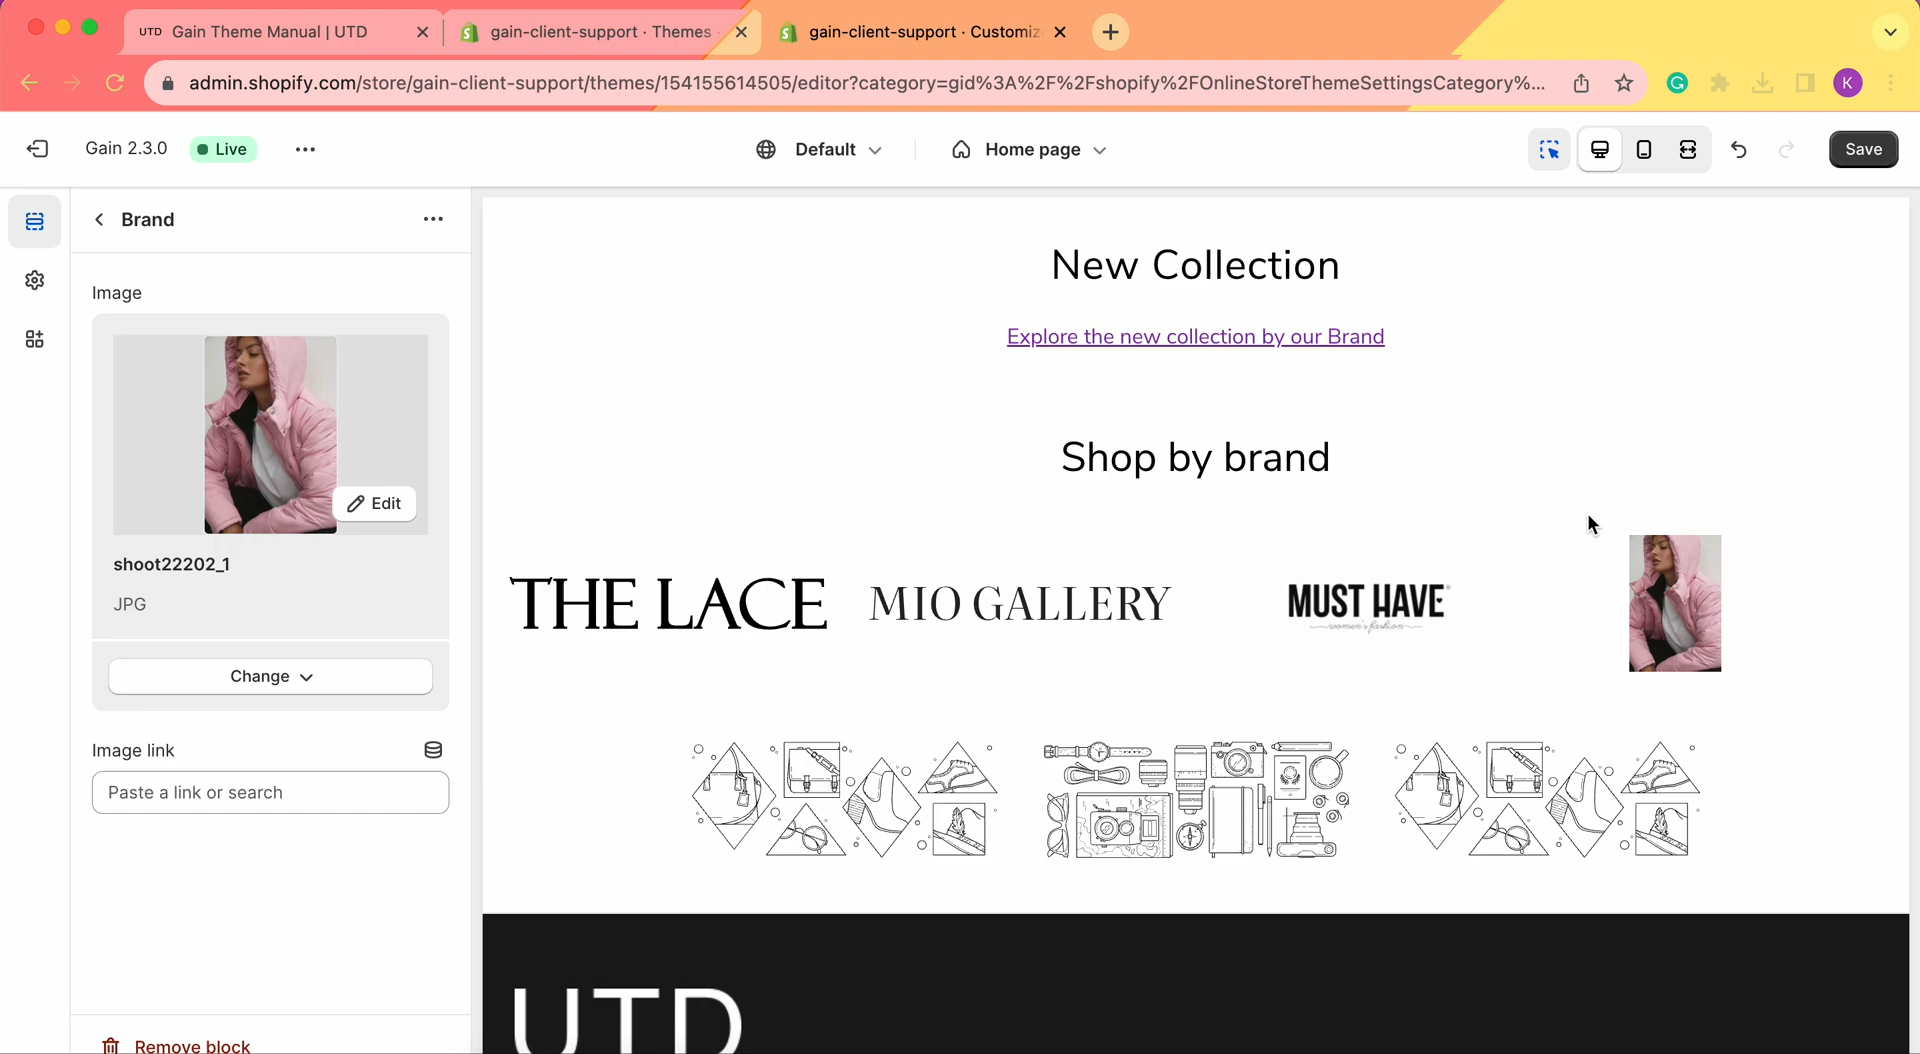 UTD Gain Theme Manual | UTD
gain-client-support · Themes ·
gain-client-support · Customiz
admin.shopify.com/store/gain-client-support/themes/154155614505/editor?category=gid%3A%2F%2Fshopify%2FOnlineStoreThemeSettingsCategory%...
K
Gain 2.3.0
Live
Default
Home page
Save
Brand
Image
Edit
shoot22202_1
JPG
Change
Image link
Paste a link or search
Remove block
New Collection
Explore the new collection by our Brand
Shop by brand
THE LACE
MIO GALLERY
MUST HAVE
women's fashion
UTD